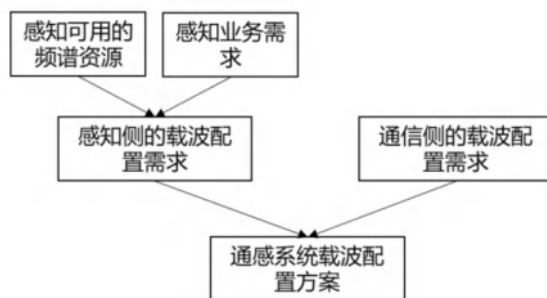 感知可用的
频谱资源
感知业务需
求
感知侧的载波配
置需求
通信侧的载波配
置需求
通感系统载波配
置方案